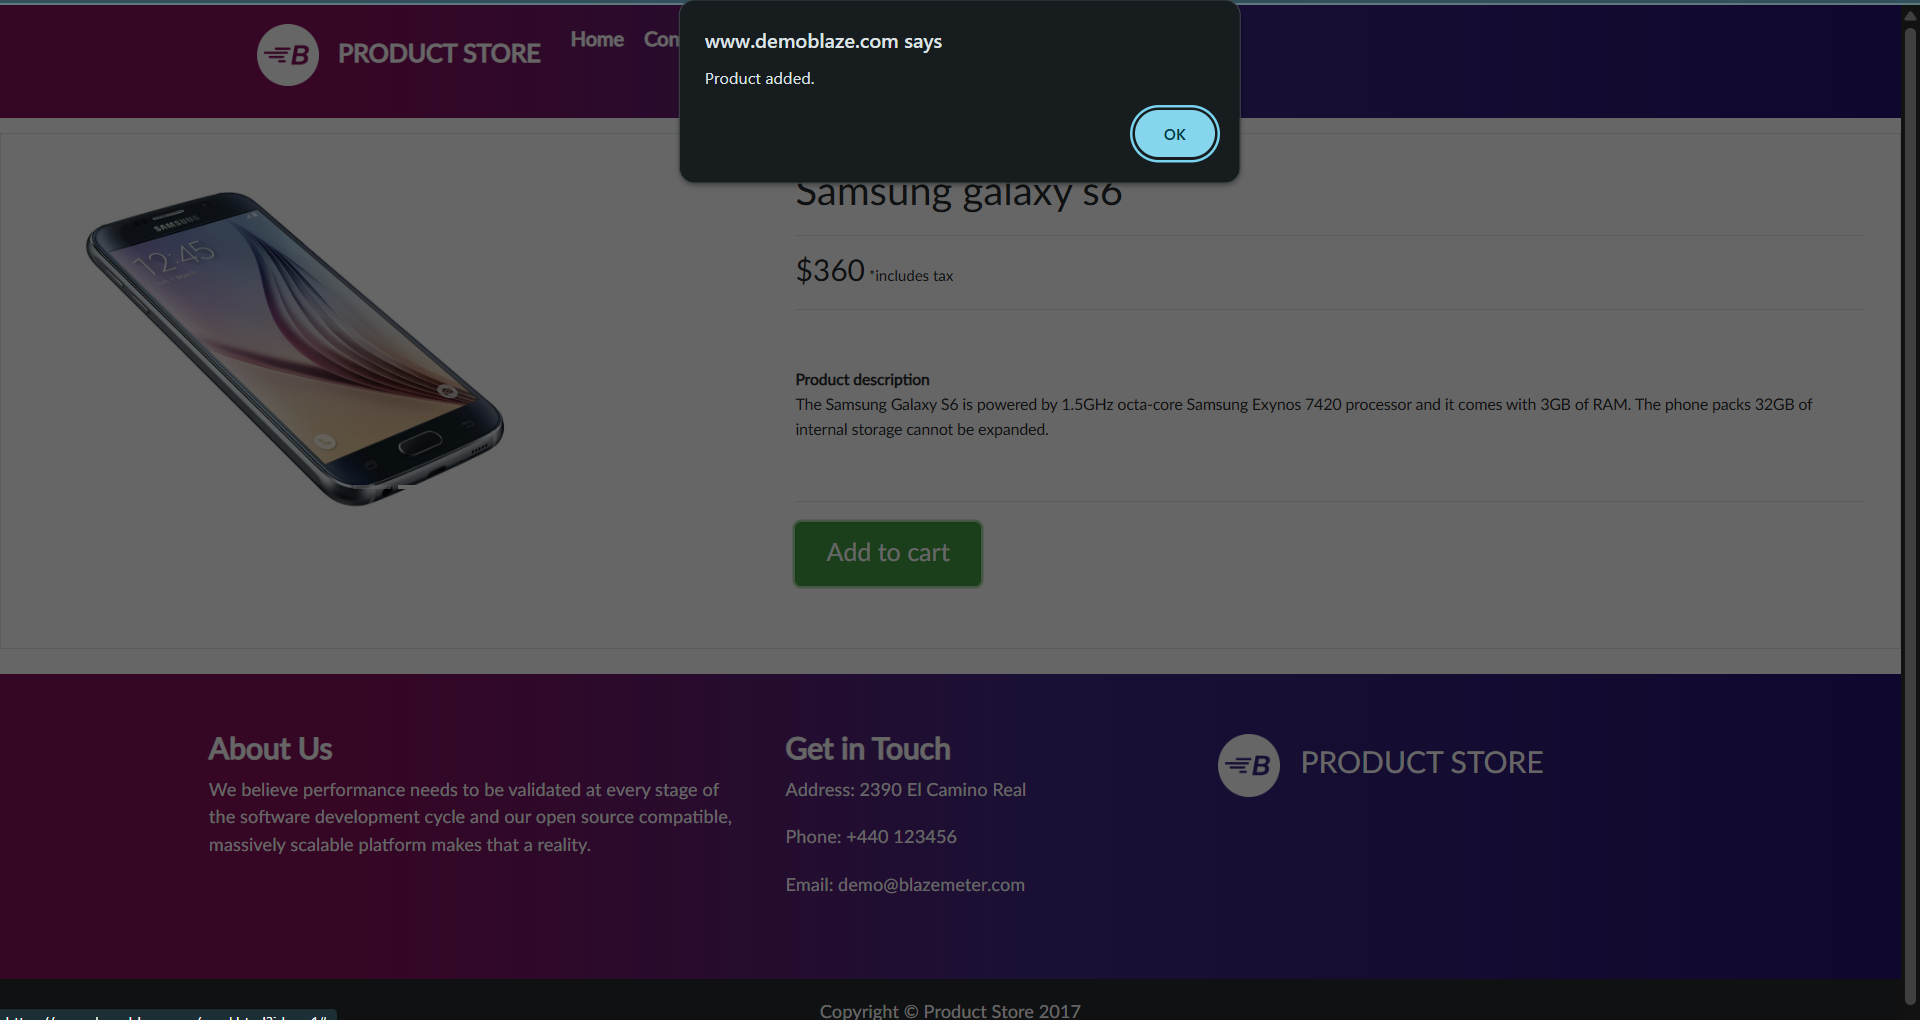 www.demoblaze.com says
Product added.
OK
B PRODUCT STORE Home
Samsung galaxy s6
$360 *includes tax
SAMSUNG
12:45
Product description
The Samsung Galaxy S6 is powered by 1.5GHz octa-core Samsung Exynos 7420 processor and it comes with 3GB of RAM. The phone packs 32GB of
internal storage cannot be expanded.
Add to cart
About Us
We believe performance needs to be validated at every stage of
the software development cycle and our open source compatible,
massively scalable platform makes that a reality.
Get in Touch
Address: 2390 El Camino Real
Phone: +440 123456
Email: demo@blazemeter.com
B PRODUCT STORE
Copyright © Product Store 2017